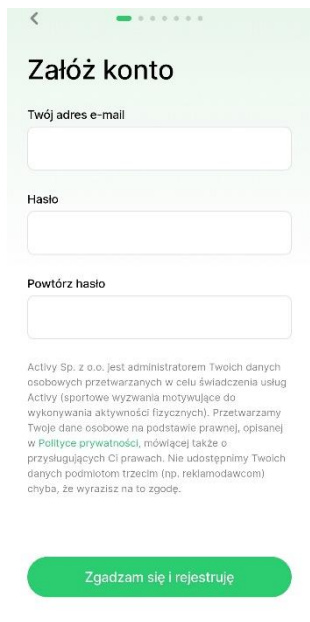 Załóż konto
Twój adres e-mail
Hasło
Powtórz hasło
Activy Sp. z o.o. jest administratorem Twoich danych
osobowych przetwarzanych w celu świadczenia usług
Activy (sportowe wyzwania motywujące do
wykonywania aktywności fizycznych). Przetwarzamy
Twoje dane osobowe na podstawie prawnej, opisanej
w Polityce prywatności, mówiącej także o
przysługujących Ci prawach. Nie udostępnimy Twoich
danych podmiotom trzecim (np. reklamodawcom)
chyba, że wyrazisz na to zgodę.
Zgadzam się i rejestruję